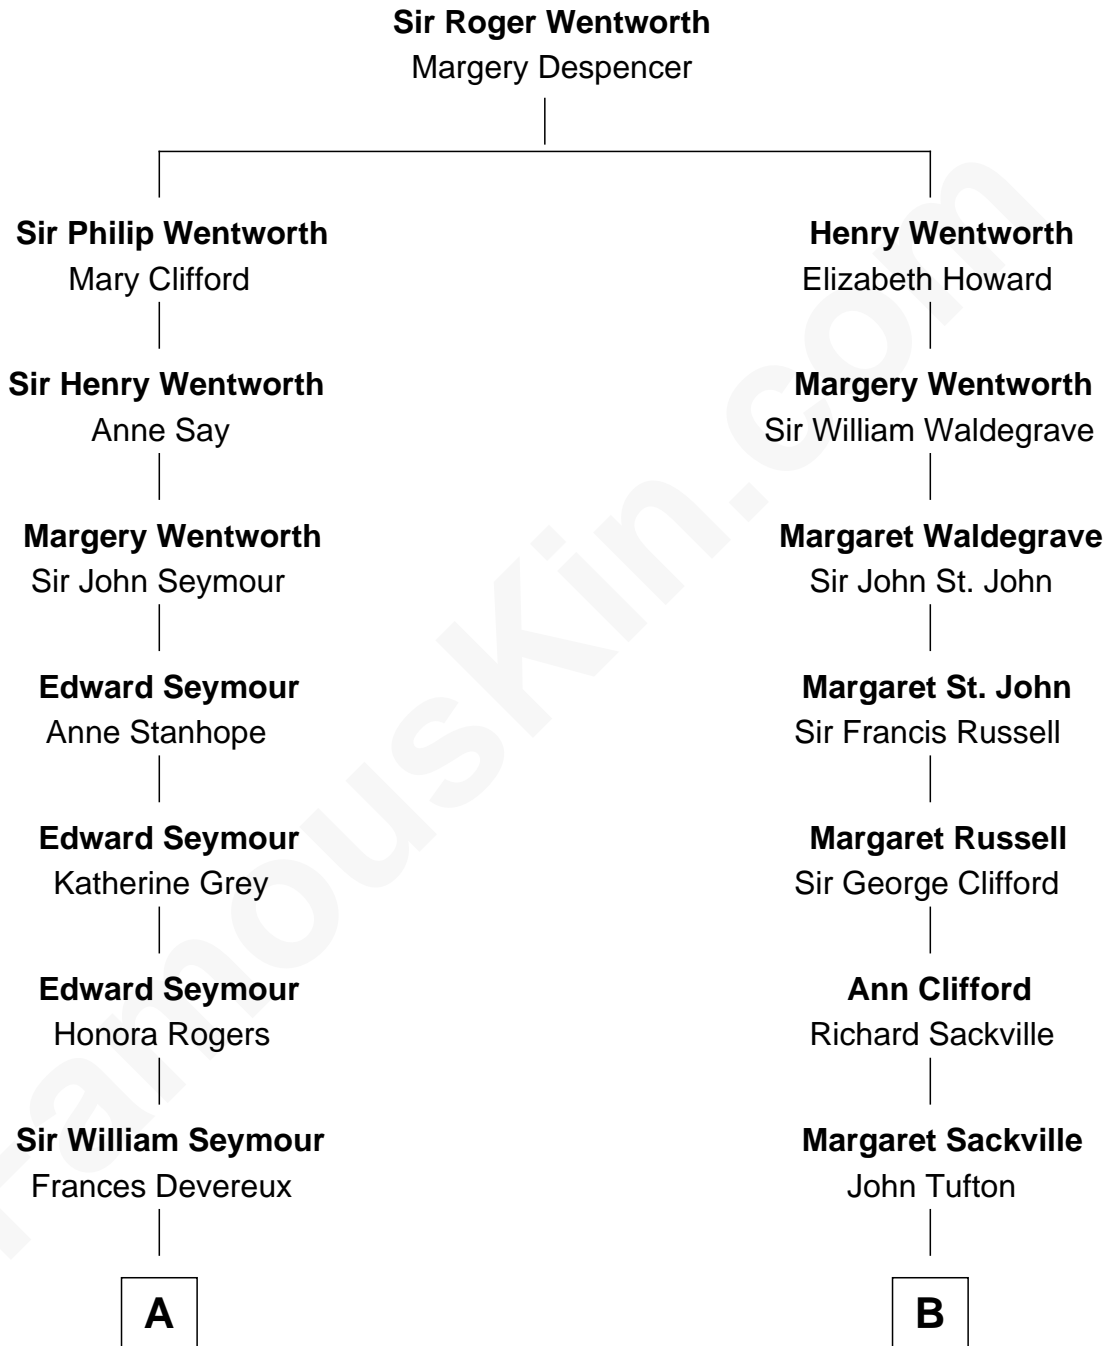 Sir Roger Wentworth
Margery Despencer
Sir Philip Wentworth
Mary Clifford
Henry Wentworth
Elizabeth Howard
Sir Henry Wentworth
Anne Say
Margery Wentworth
Sir William Waldegrave
Margery Wentworth
Sir John Seymour
Margaret Waldegrave
Sir John St. John
Edward Seymour
Anne Stanhope
Margaret St. John
Sir Francis Russell
Edward Seymour
Katherine Grey
Margaret Russell
Sir George Clifford
Edward Seymour
Honora Rogers
Ann Clifford
Richard Sackville
Sir William Seymour
Frances Devereux
Margaret Sackville
John Tufton
A
B
FamousKin.com